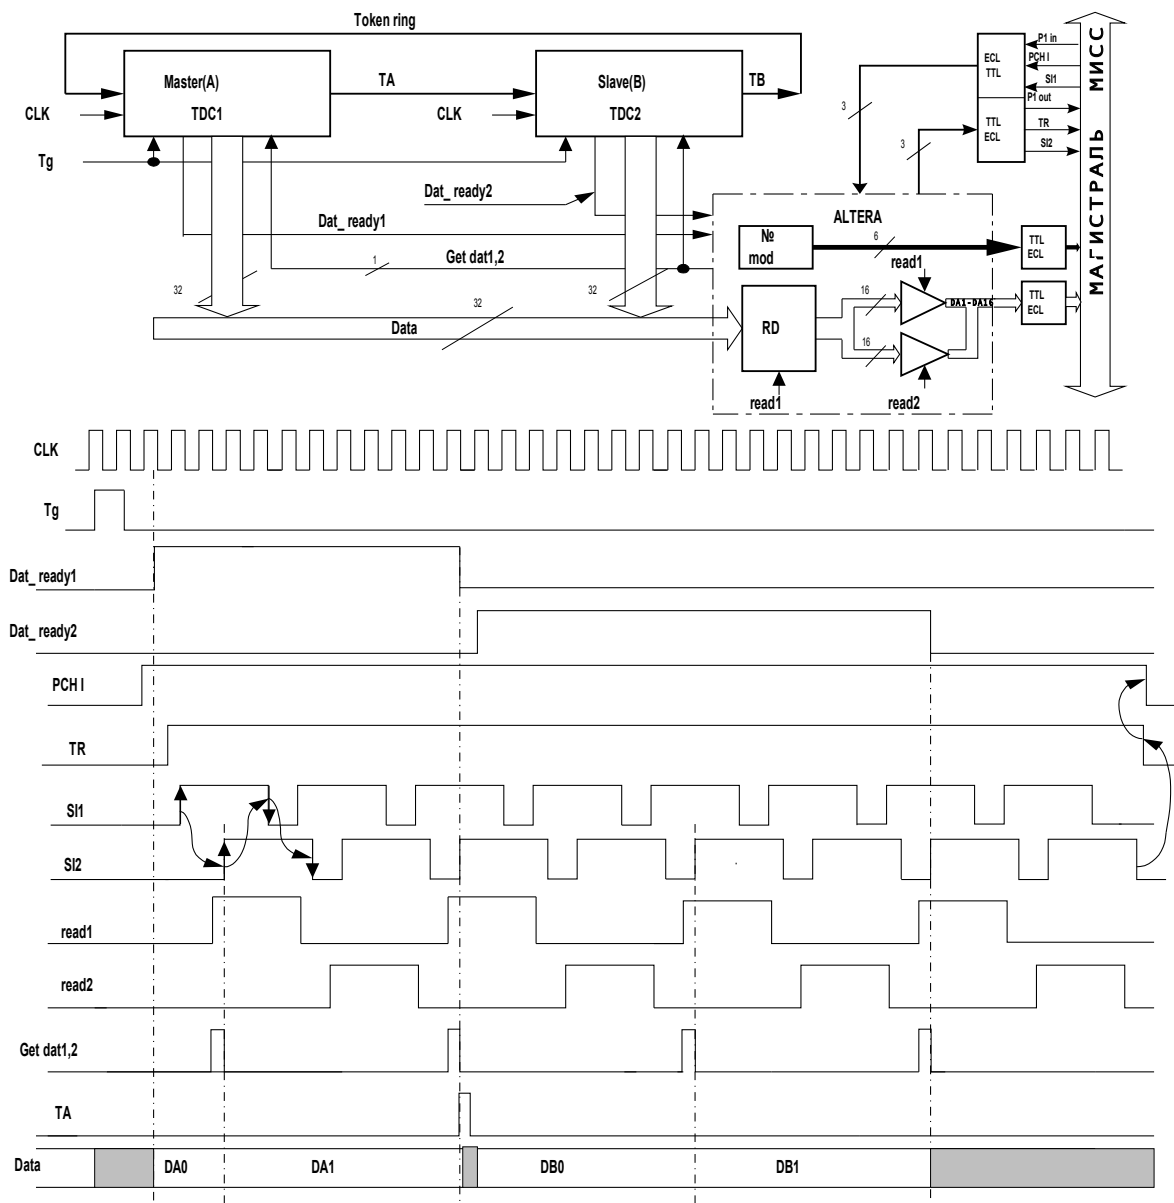 Token ring
Master(A)
TDC1
TA
Slave(B)
TDC2
TB
CLK
CLK
Tg
ECL
TTL
TTL
ECL
P1 in
PCH I
SI1
P1 out
TR
SI2
МАГИСТРАЛЬ МИСС
3
3
Dat_ready2
Dat_ready1
Get dat1,2
1
32
32
32
Data
ALTERA
№
mod
6
TTL
ECL
read1
16
16
DA1-DA16
TTL
ECL
RD
read1
read2
CLK
Tg
Dat_ready1
Dat_ready2
PCH I
TR
SI1
SI2
read1
read2
Get dat1,2
TA
Data
DA0
DA1
DB0
DB1